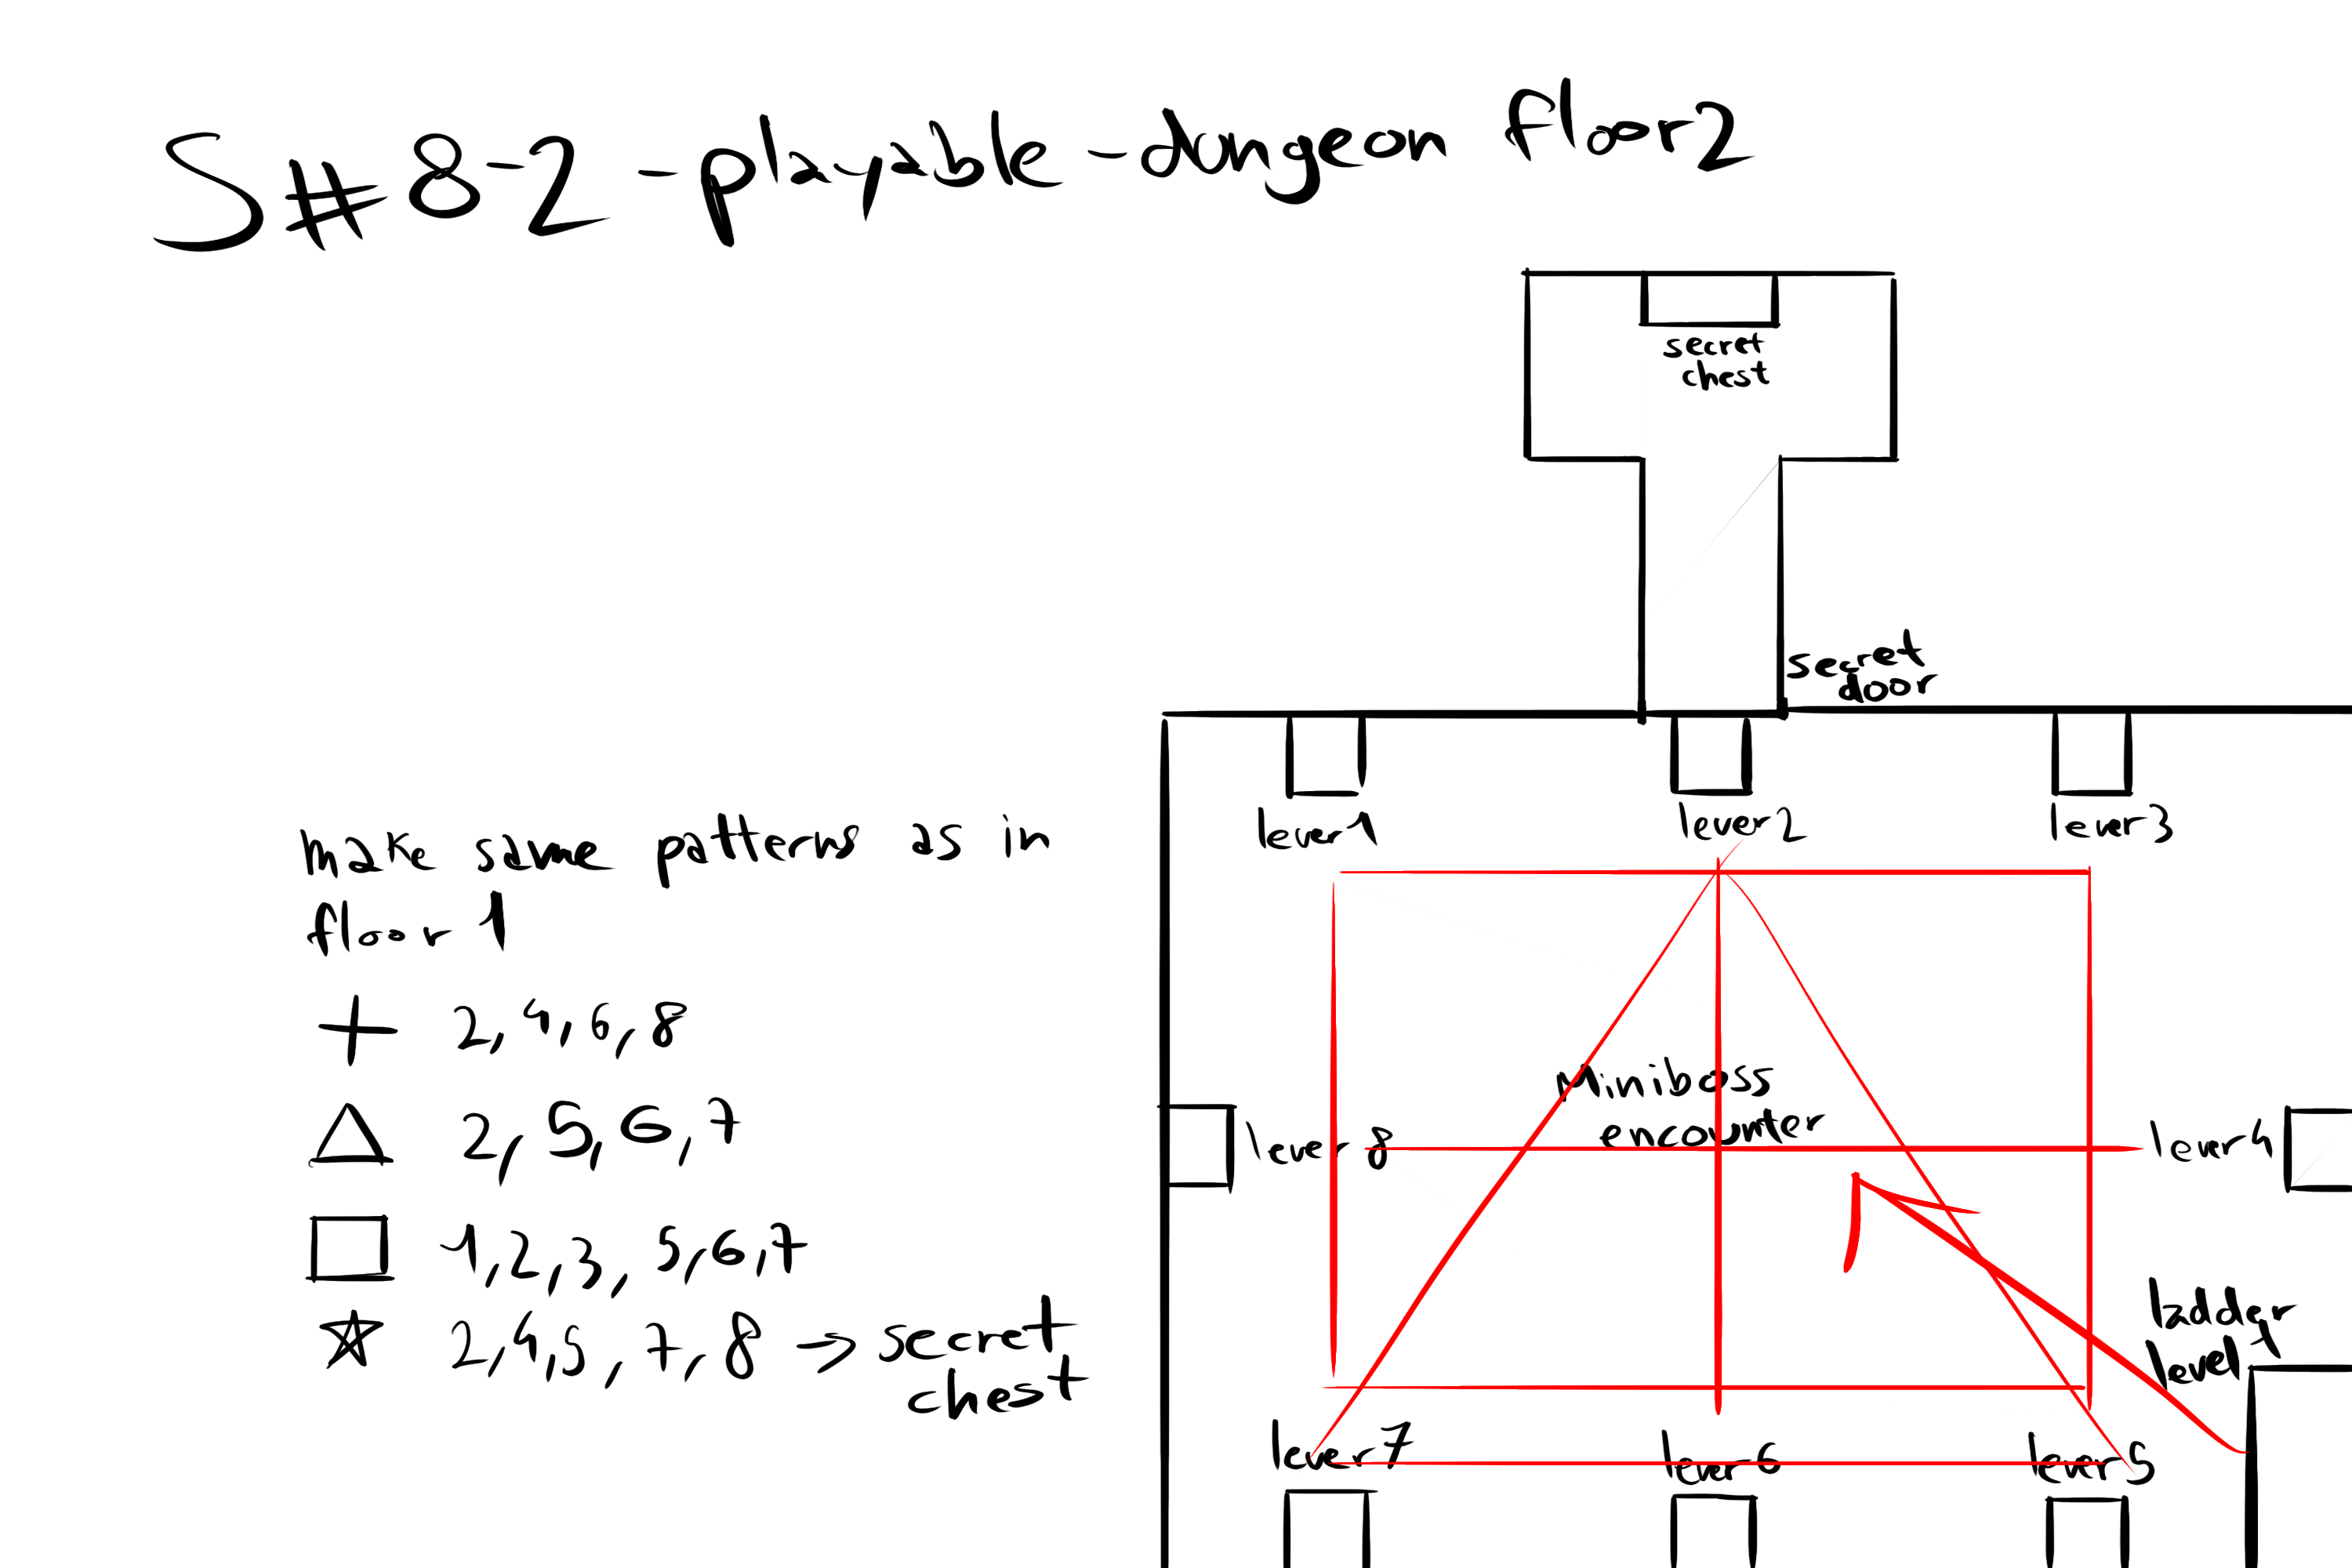 S#8-2-playable-dungeon floor2
secret
chest
secret
door
lever1
lever2
lever3
make same patterns as in
floor 1
2,4,6,8
2,5,6,7
1,2,3,5,6,7
2,4,5,7,8 -> secret
chest
Miniboss
encounter
lever 8
lever4
ladder
level
lever7
lever6
lever5